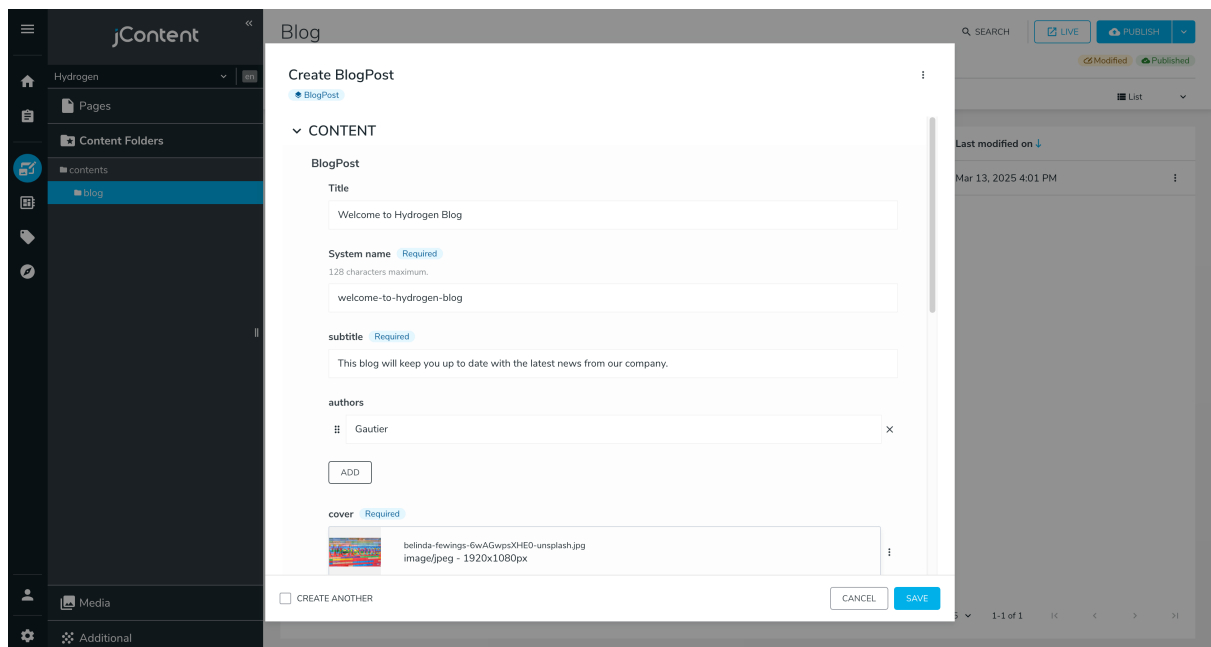 jContent
«
Hydrogen
en
Pages
Content Folders
contents
blog
Media
Additional
Blog
SEARCH
LIVE
PUBLISH
Modified
Published
List
Last modified on ↓
Mar 13, 2025 4:01 PM
1-1 of 1
Create BlogPost
BlogPost
CONTENT
BlogPost
Title
Welcome to Hydrogen Blog
System name Required
128 characters maximum.
welcome-to-hydrogen-blog
subtitle Required
This blog will keep you up to date with the latest news from our company.
authors
Gautier
ADD
cover Required
belinda-fewings-6wAGwpsXHE0-unsplash.jpg
image/jpeg - 1920x1080px
CREATE ANOTHER
CANCEL
SAVE